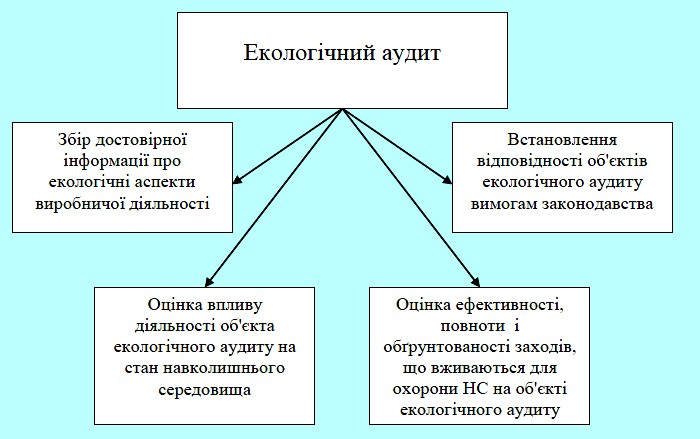 Екологічний аудит
Збір достовірної
інформації про
екологічні аспекти
виробничої діяльності
Встановлення
відповідності об'єктів
екологічного аудиту
вимогам законодавства
Оцінка впливу
діяльності об'єкта
екологічного аудиту на
стан навколишнього
середовища
Оцінка ефективності,
повноти і
обґрунтованості заходів,
що вживаються для
охорони НС на об'єкті
екологічного аудиту